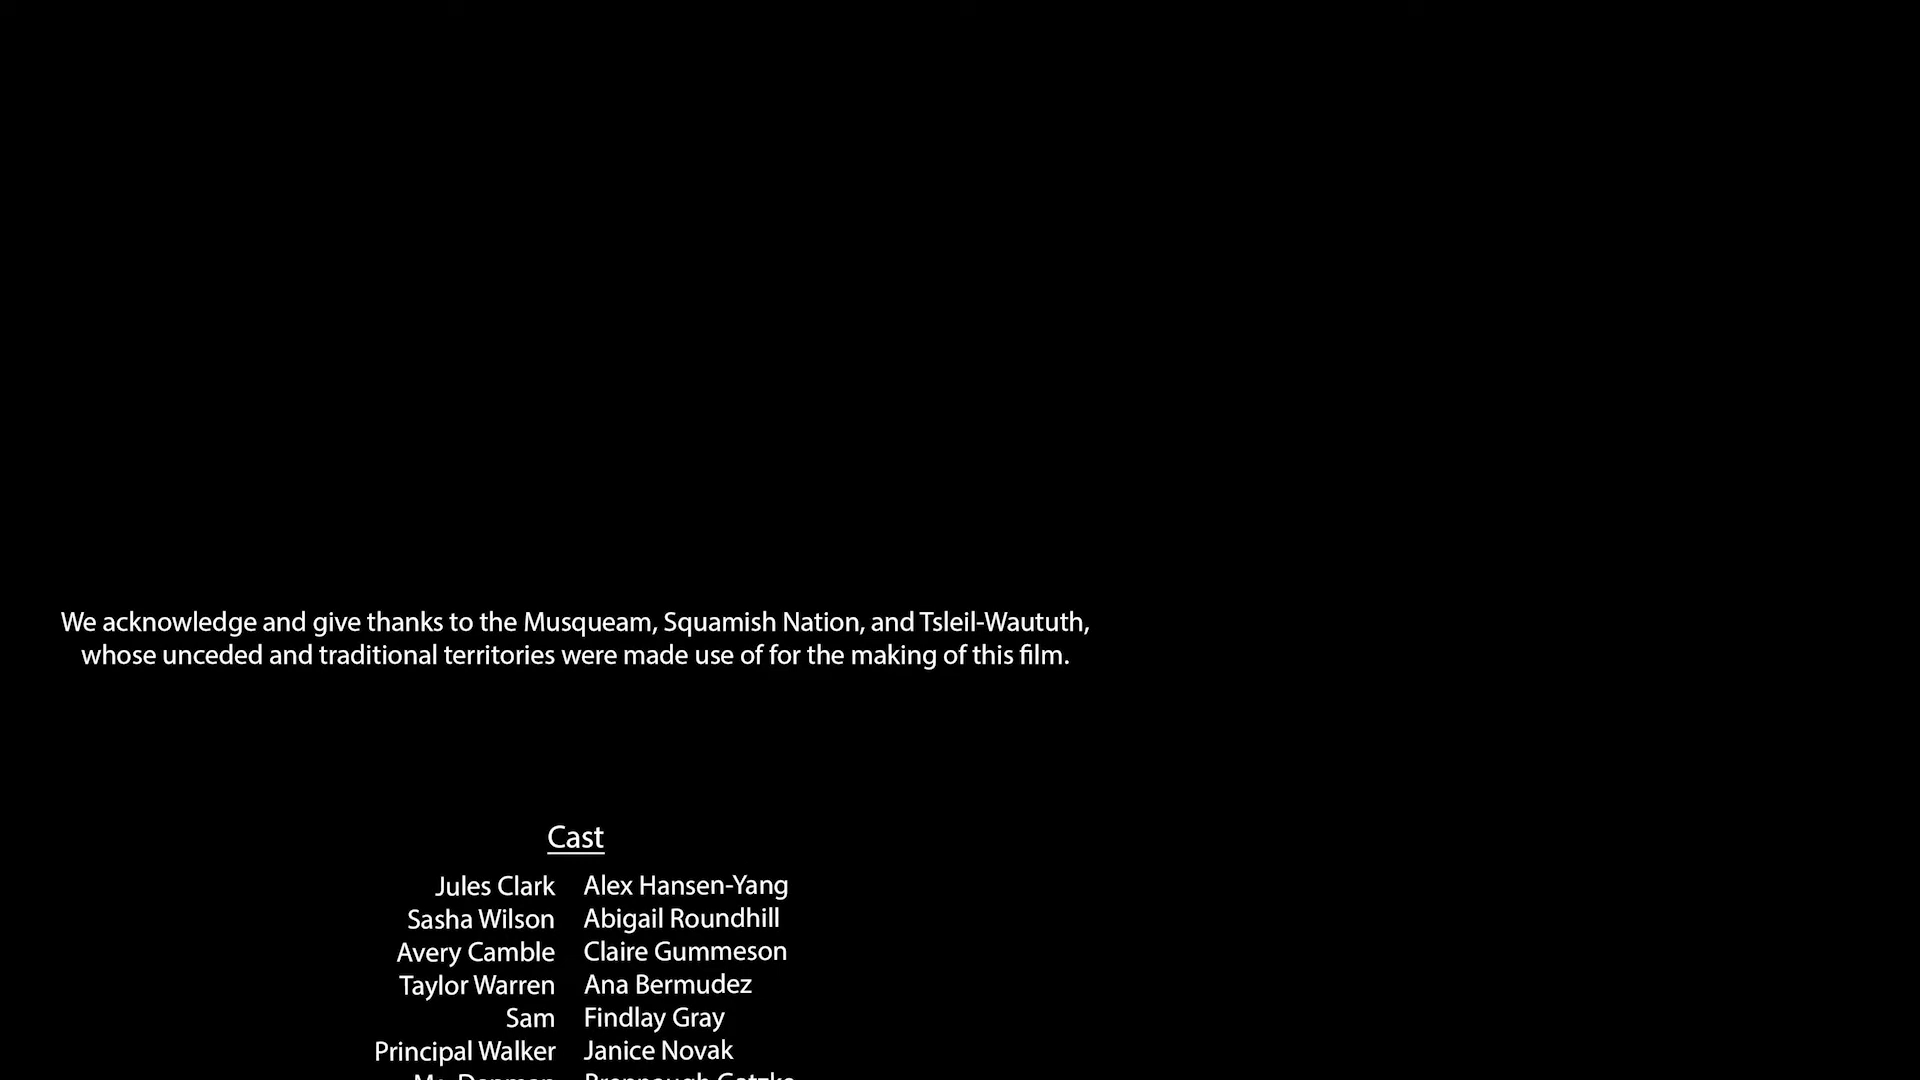 We acknowledge and give thanks to the Musqueam, Squamish Nation, and Tsleil-Waututh,
whose unceded and traditional territories were made use of for the making of this film.
Cast
Jules Clark Alex Hansen-Yang
Sasha Wilson Abigail Roundhill
Avery Camble Claire Gummeson
Taylor Warren Ana Bermudez
Sam Findlay Gray
Principal Walker Janice Novak